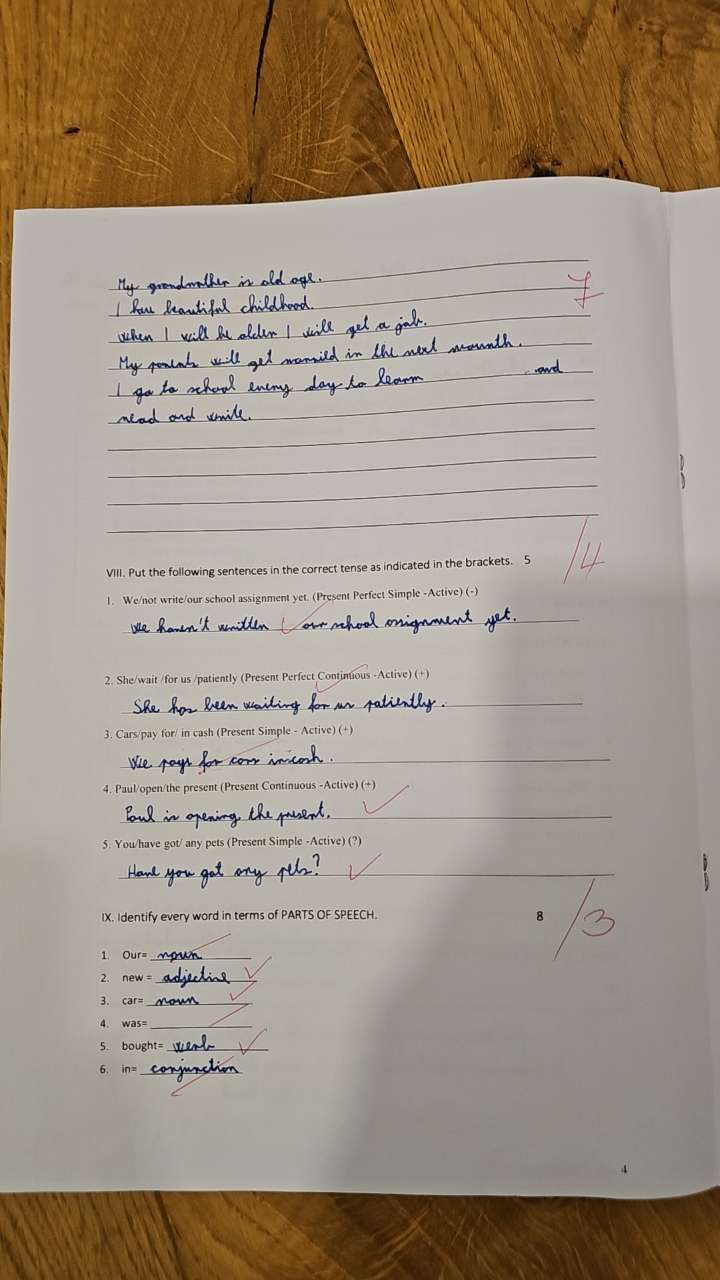 My grandmother is old age.
I have beautiful childhood.
7
When I will be older I will get a job.
My parents will get married in the next mounth.
I go to school every day to learn and
read and write.
VIII. Put the following sentences in the correct tense as indicated in the brackets. 5 /4
1. We/not write/our school assignment yet. (Present Perfect Simple -Active) (-)
We haven't written our school assignment yet.
2. She/wait /for us /patiently (Present Perfect Continuous -Active) (+)
She has been waiting for us patiently.
3. Cars/pay for/ in cash (Present Simple - Active) (+)
We pays for cars in cash.
4. Paul/open/the present (Present Continuous -Active) (+)
Paul is opening the present.
5. You/have got/ any pets (Present Simple -Active) (?)
Have you got any pets?
IX. Identify every word in terms of PARTS OF SPEECH. 8 /3
1. Our= noun
2. new = adjective
3. car= noun
4. was=
5. bought= verb
6. in= conjunction
4